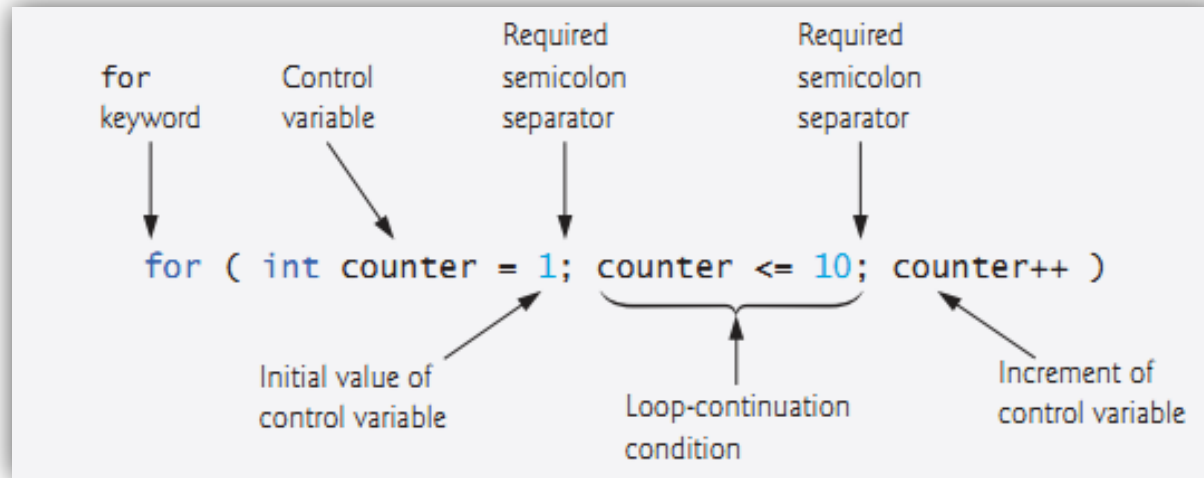 for
keyword
Control
variable
Required
semicolon
separator
Required
semicolon
separator
for ( int counter = 1; counter <= 10; counter++ )
Initial value of
control variable
Loop-continuation
condition
Increment of
control variable